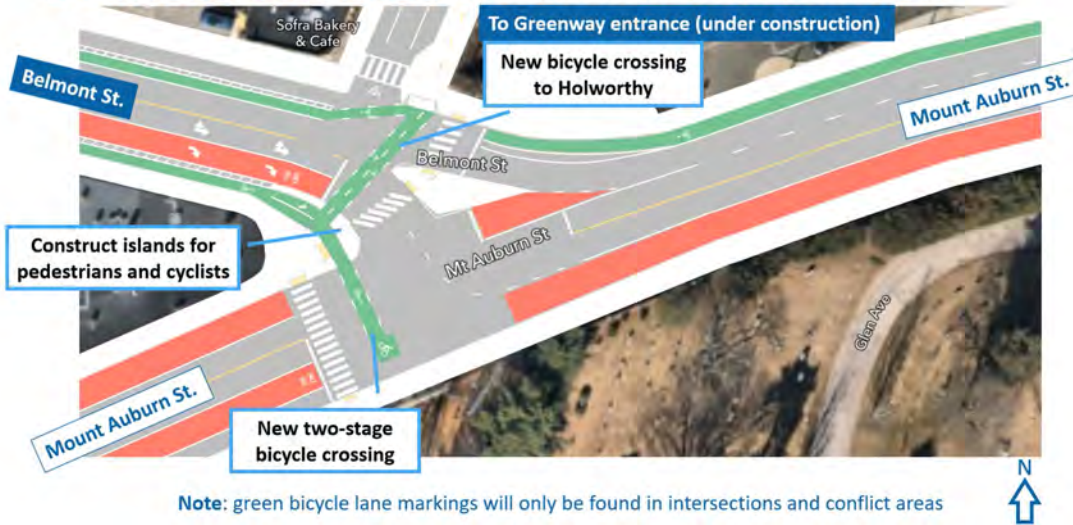 Sofra Bakery
& Cafe
To Greenway entrance (under construction)
New bicycle crossing
to Holworthy
Belmont St.
Mount Auburn St.
Belmont St
Construct islands for
pedestrians and cyclists
Mt Auburn St
Glen Ave
Mount Auburn St.
New two-stage
bicycle crossing
Note: green bicycle lane markings will only be found in intersections and conflict areas
N